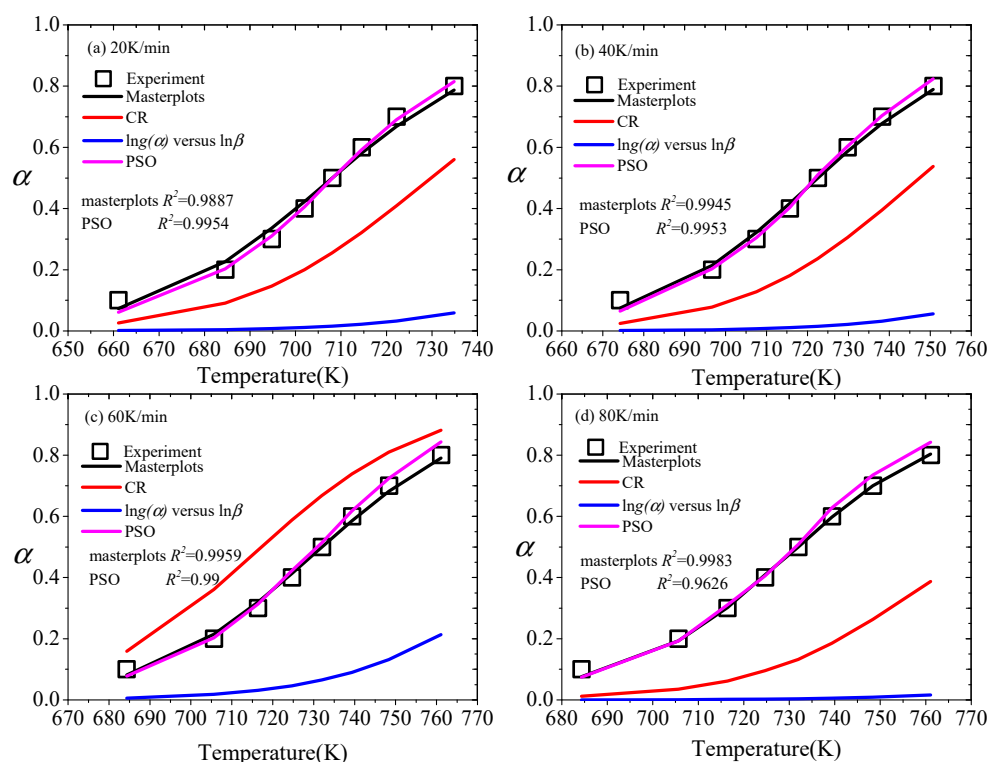 (a) 20K/min
Experiment
Masterplots
CR
lng(α) versus lnβ
PSO
masterplots R²=0.9887
PSO R²=0.9954
α
1.0
0.8
0.6
0.4
0.2
0.0
650 660 670 680 690 700 710 720 730 740
Temperature(K)
(b) 40K/min
Experiment
Masterplots
CR
lng(α) versus lnβ
PSO
masterplots R²=0.9945
PSO R²=0.9953
α
1.0
0.8
0.6
0.4
0.2
0.0
660 670 680 690 700 710 720 730 740 750 760
Temperature(K)
(c) 60K/min
Experiment
Masterplots
CR
lng(α) versus lnβ
PSO
masterplots R²=0.9959
PSO R²=0.99
α
1.0
0.8
0.6
0.4
0.2
0.0
670 680 690 700 710 720 730 740 750 760 770
Temperature(K)
(d) 80K/min
Experiment
Masterplots
CR
lng(α) versus lnβ
PSO
masterplots R²=0.9983
PSO R²=0.9626
α
1.0
0.8
0.6
0.4
0.2
0.0
680 690 700 710 720 730 740 750 760 770
Temperature(K)